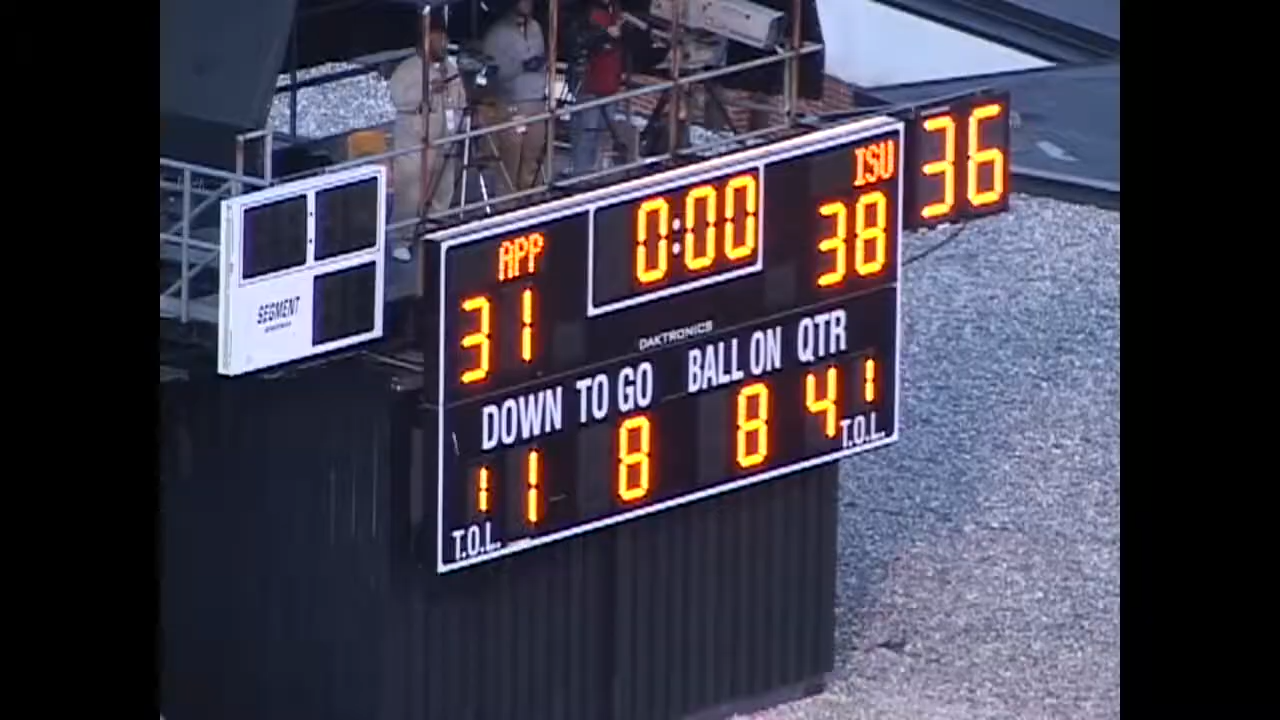 36
ISU
0:00
APP
38
31
DAKTRONICS
SEGMENT
DOWN TO GO BALL ON QTR
1 1 8 8 4 1
T.O.L. T.O.L.